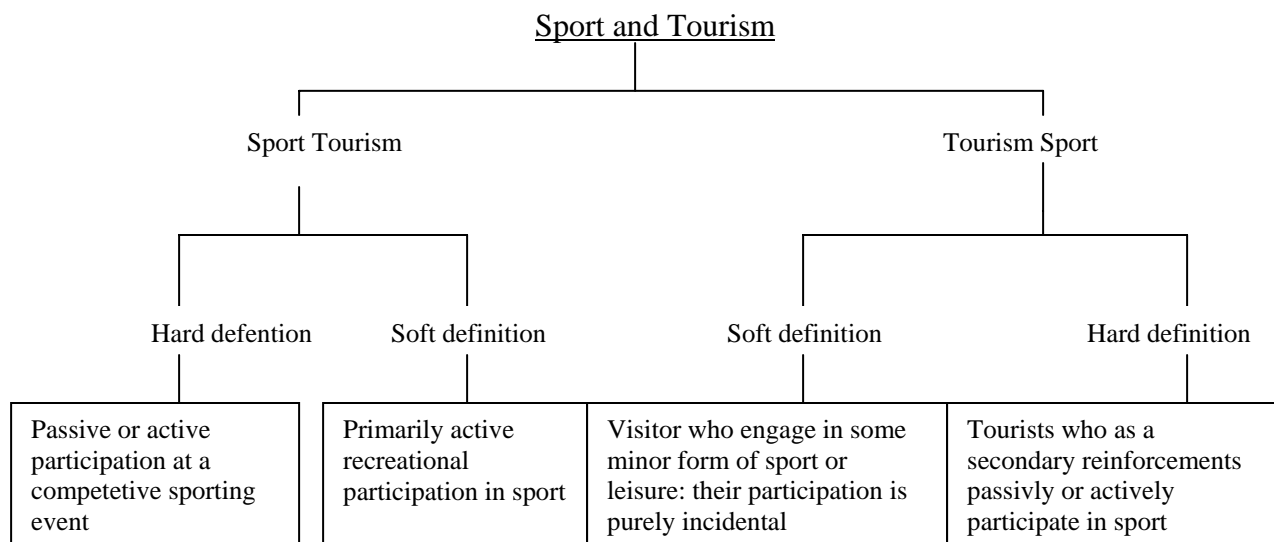 Sport and Tourism
Sport Tourism
Tourism Sport
Hard defention
Soft definition
Soft definition
Hard definition
Passive or active
participation at a
competetive sporting
event
Primarily active
recreational
participation in sport
Visitor who engage in some
minor form of sport or
leisure: their participation is
purely incidental
Tourists who as a
secondary reinforcements
passivly or actively
participate in sport